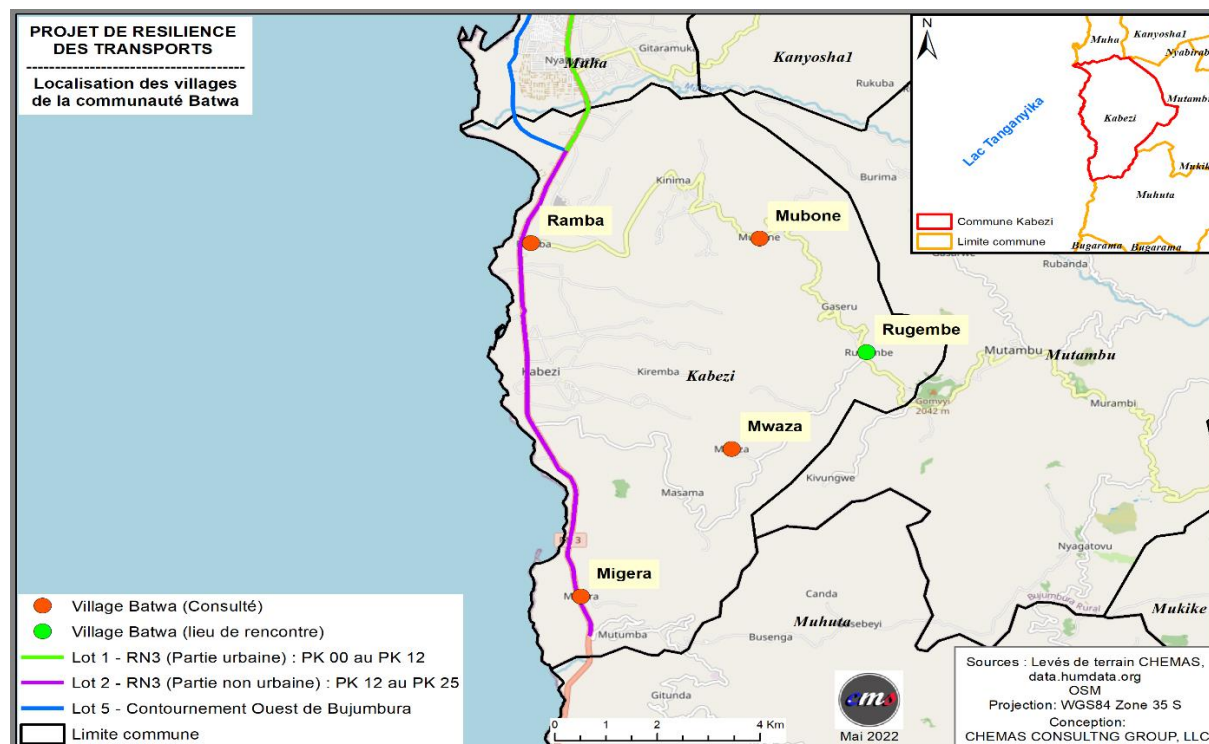 PROJET DE RESILIENCE
DES TRANSPORTS
Localisation des villages
de la communauté Batwa
Muha
Gitaramuka
Kanyosha1
Rukuba
Kinima
Burima
Ramba
Mubone
Gaseru
Rugembe
Mutambu
Mutambu
Murambi
Gomvyi
2042 m
Kabezi
Kiremba
Kabezi
Mwaza
Masama
Kivungwe
3
Nyagatovu
Migera
Mutumba
Canda
Muhuta
Busenga
Bujumbura Rural
Mukike
Gitunda
Rubanda
N
Muha
Kanyosha1
Kabezi
Lac Tanganyika
Muhuta
Bugarama
Bugarama
Commune Kabezi
Limite commune
Village Batwa (Consulté)
Village Batwa (lieu de rencontre)
Lot 1 - RN3 (Partie urbaine) : PK 00 au PK 12
Lot 2 - RN3 (Partie non urbaine) : PK 12 au PK 25
Lot 5 - Contournement Ouest de Bujumbura
Limite commune
0 1 2 4 Km
ems
Mai 2022
Sources : Levés de terrain CHEMAS,
data.humdata.org
OSM
Projection: WGS84 Zone 35 S
Conception:
CHEMAS CONSULTNG GROUP, LLC